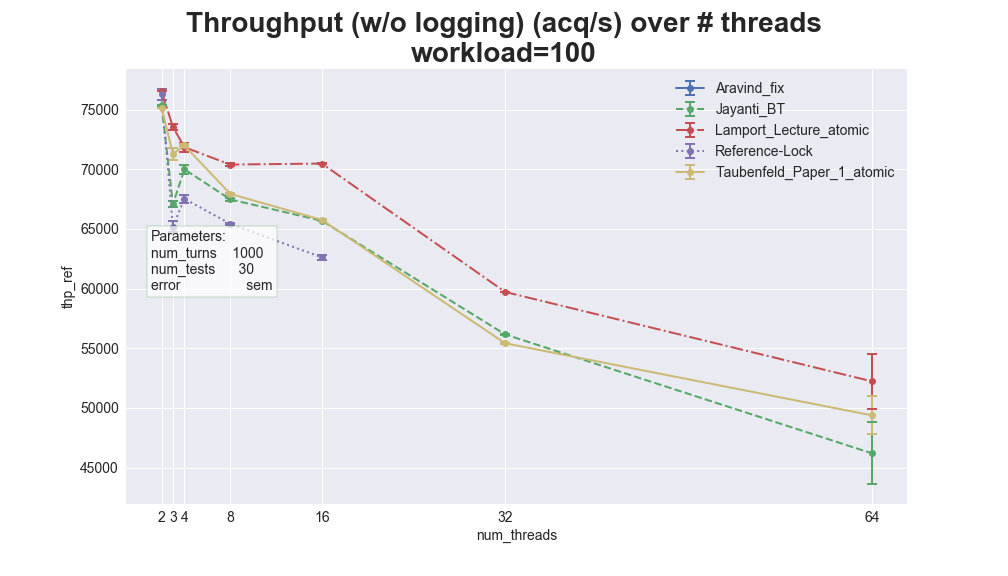 Throughput (w/o logging) (acq/s) over # threads
workload=100
Aravind_fix
Jayanti_BT
Lamport_Lecture_atomic
Reference-Lock
Taubenfeld_Paper_1_atomic
75000
70000
65000
60000
55000
50000
45000
thp_ref
Parameters:
num_turns 1000
num_tests 30
error sem
2 3 4 8 16 32 64
num_threads